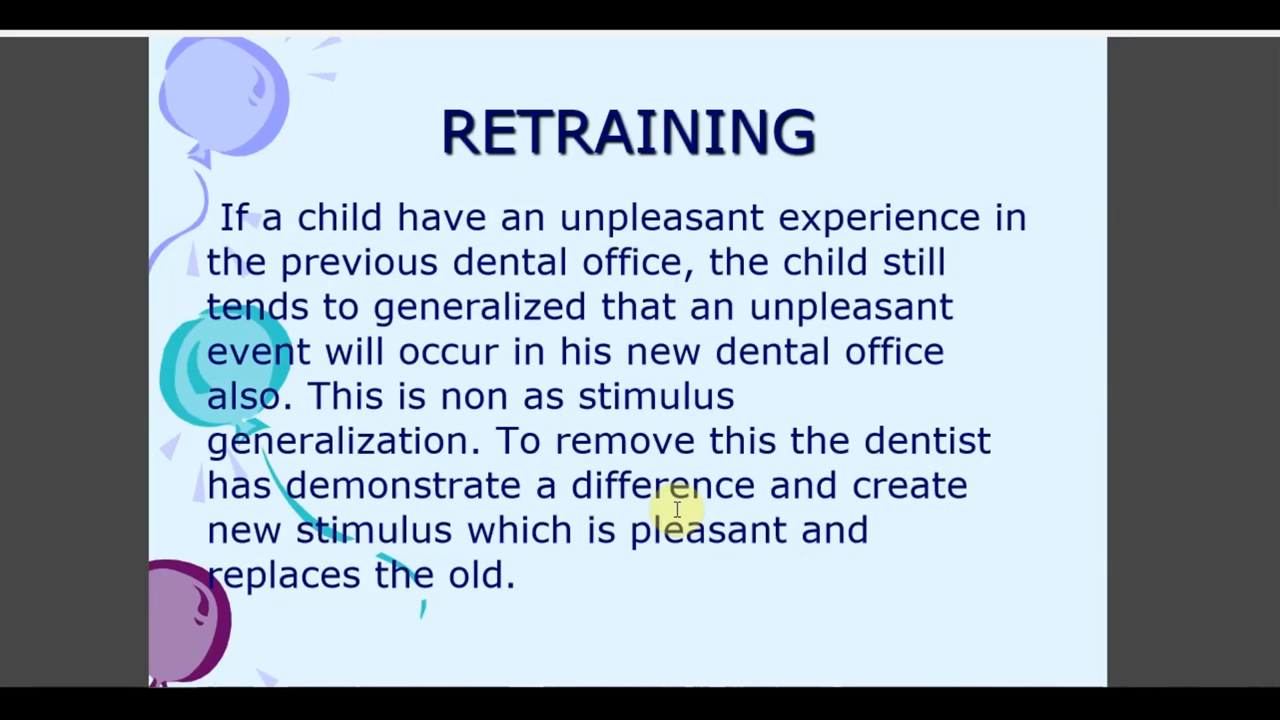 RETRAINING
If a child have an unpleasant experience in
the previous dental office, the child still
tends to generalized that an unpleasant
event will occur in his new dental office
also. This is non as stimulus
generalization. To remove this the dentist
has demonstrate a difference and create
new stimulus which is pleasant and
replaces the old.